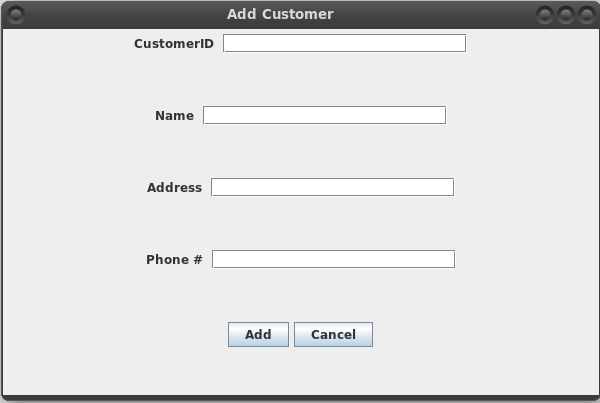 Add Customer
CustomerID
Name
Address
Phone #
Add Cancel